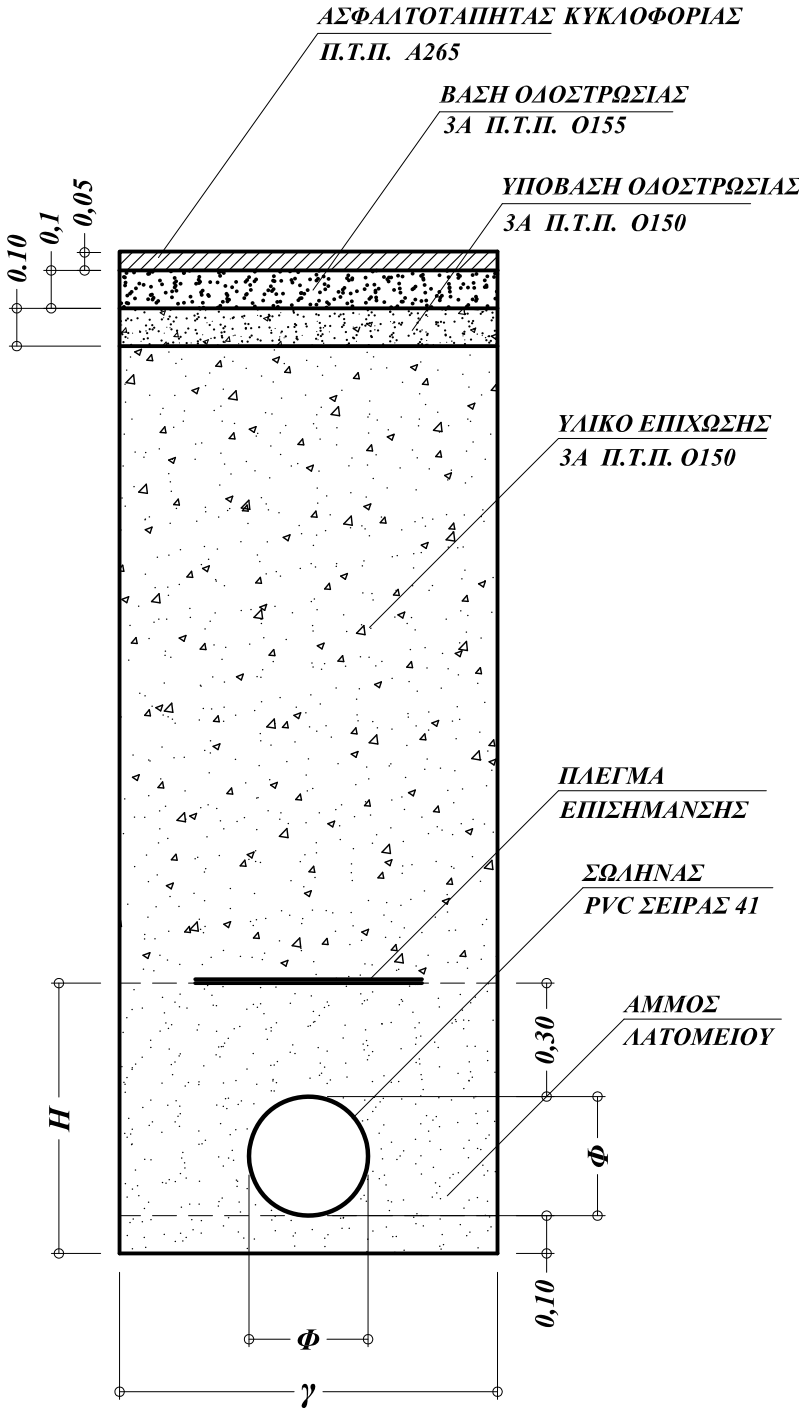 ΑΣΦΑΛΤΟΤΑΠΗΤΑΣ ΚΥΚΛΟΦΟΡΙΑΣ
Π.Τ.Π. Α265
ΒΑΣΗ ΟΔΟΣΤΡΩΣΙΑΣ
3Α Π.Τ.Π. Ο155
ΥΠΟΒΑΣΗ ΟΔΟΣΤΡΩΣΙΑΣ
3Α Π.Τ.Π. Ο150
0,05
0,1
0.10
ΥΛΙΚΟ ΕΠΙΧΩΣΗΣ
3Α Π.Τ.Π. Ο150
ΠΛΕΓΜΑ
ΕΠΙΣΗΜΑΝΣΗΣ
ΣΩΛΗΝΑΣ
PVC ΣΕΙΡΑΣ 41
ΑΜΜΟΣ
ΛΑΤΟΜΕΙΟΥ
0,30
H
Φ
0,10
Φ
γ